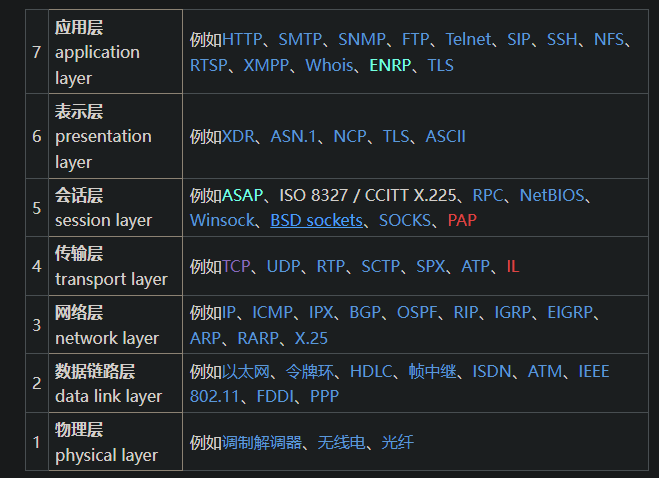 7
应用层
application
layer
例如HTTP、SMTP、SNMP、FTP、Telnet、SIP、SSH、NFS、
RTSP、XMPP、Whois、ENRP、TLS
6
表示层
presentation
layer
例如XDR、ASN.1、NCP、TLS、ASCII
5
会话层
session layer
例如ASAP、ISO 8327 / CCITT X.225、RPC、NetBIOS、
Winsock、BSD sockets、SOCKS、PAP
4
传输层
transport layer
例如TCP、UDP、RTP、SCTP、SPX、ATP、IL
3
网络层
network layer
例如IP、ICMP、IPX、BGP、OSPF、RIP、IGRP、EIGRP、
ARP、RARP、X.25
2
数据链路层
data link layer
例如以太网、令牌环、HDLC、帧中继、ISDN、ATM、IEEE
802.11、FDDI、PPP
1
物理层
physical layer
例如调制解调器、无线电、光纤